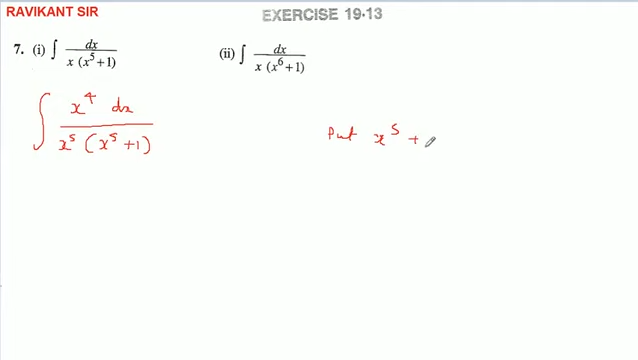 RAVIKANT SIR
EXERCISE 19·13
7. (i) ∫ dx / x (x⁵+1) (ii) ∫ dx / x (x⁶+1)
∫ x⁴ dx / x⁵ (x⁵ +1)
Put x⁵ +